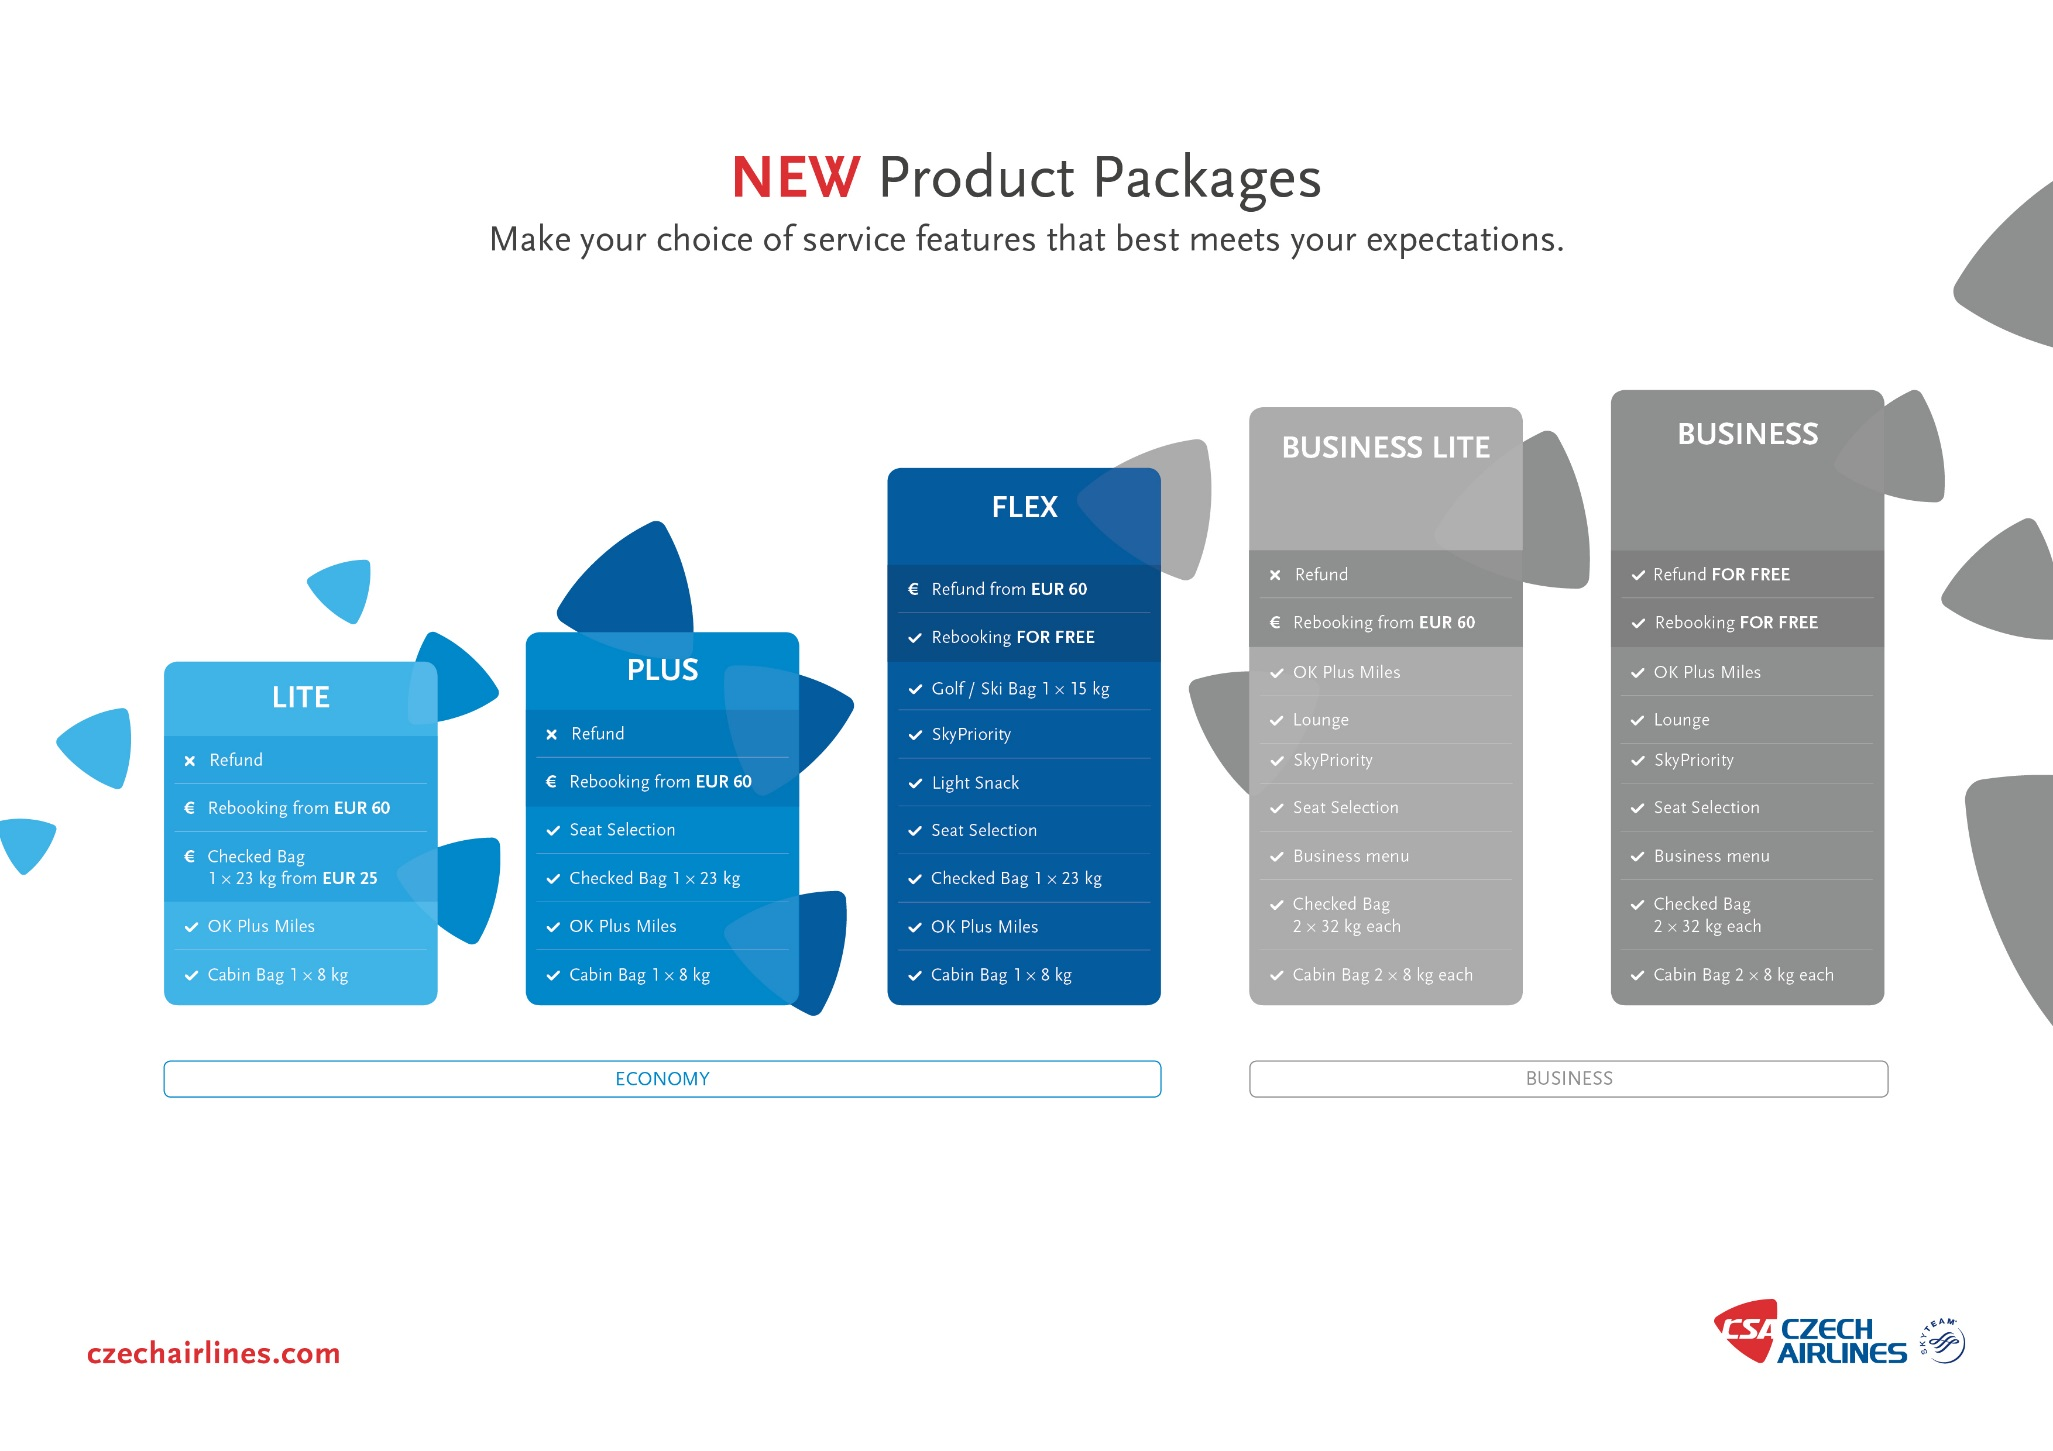 NEW Product Packages
Make your choice of service features that best meets your expectations.
LITE
× Refund
€ Rebooking from EUR 60
€ Checked Bag
1 × 23 kg from EUR 25
✓ OK Plus Miles
✓ Cabin Bag 1 × 8 kg
PLUS
× Refund
€ Rebooking from EUR 60
✓ Seat Selection
✓ Checked Bag 1 × 23 kg
✓ OK Plus Miles
✓ Cabin Bag 1 × 8 kg
FLEX
€ Refund from EUR 60
✓ Rebooking FOR FREE
✓ Golf / Ski Bag 1 × 15 kg
✓ SkyPriority
✓ Light Snack
✓ Seat Selection
✓ Checked Bag 1 × 23 kg
✓ OK Plus Miles
✓ Cabin Bag 1 × 8 kg
BUSINESS LITE
× Refund
€ Rebooking from EUR 60
✓ OK Plus Miles
✓ Lounge
✓ SkyPriority
✓ Seat Selection
✓ Business menu
✓ Checked Bag
2 × 32 kg each
✓ Cabin Bag 2 × 8 kg each
BUSINESS
✓ Refund FOR FREE
✓ Rebooking FOR FREE
✓ OK Plus Miles
✓ Lounge
✓ SkyPriority
✓ Seat Selection
✓ Business menu
✓ Checked Bag
2 × 32 kg each
✓ Cabin Bag 2 × 8 kg each
ECONOMY
BUSINESS
czechairlines.com
CSA CZECH
AIRLINES
SKYTEAM